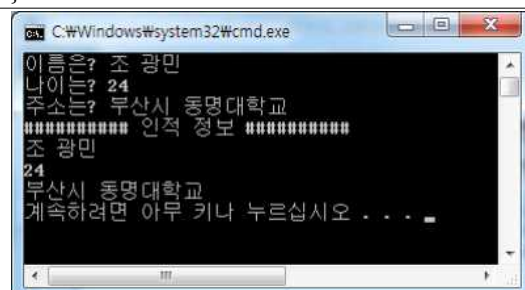 C:₩Windows₩system32₩cmd.exe
이름은? 조 광민
나이는? 24
주소는? 부산시 동명대학교
########## 인적 정보 ##########
조 광민
24
부산시 동명대학교
계속하려면 아무 키나 누르십시오 . . .